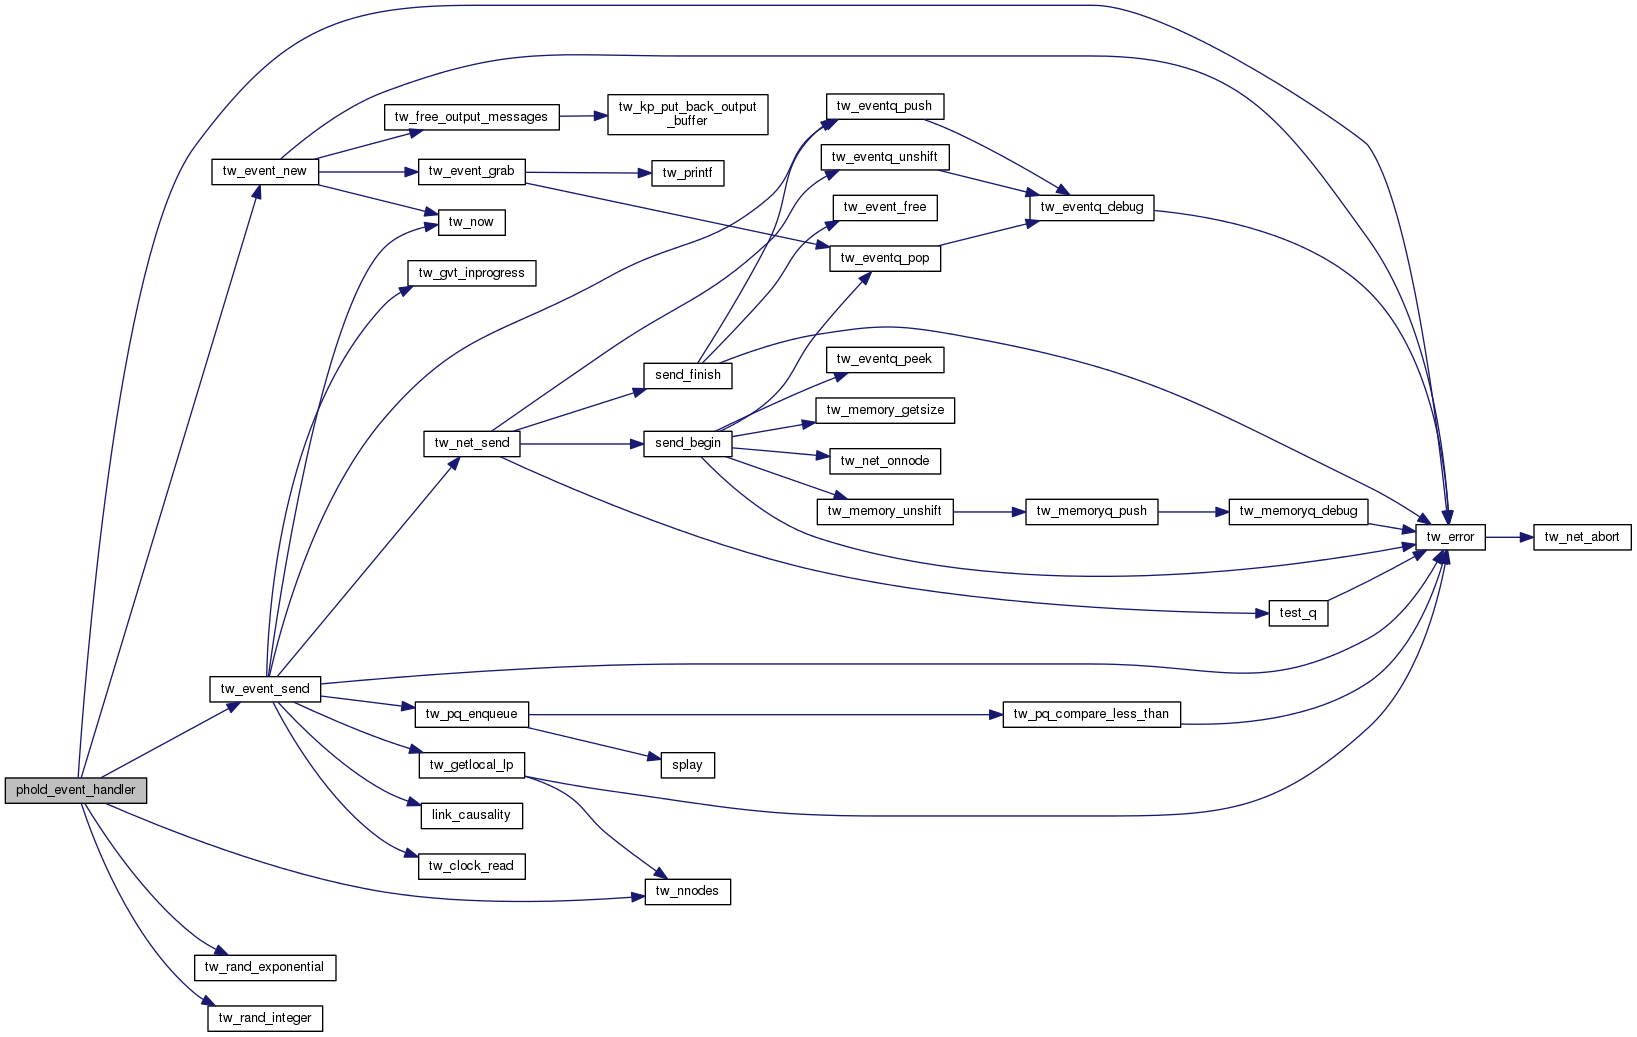 tw_eventq_push
tw_kp_put_back_output
_buffer
tw_free_output_messages
tw_eventq_unshift
tw_event_new
tw_event_grab
tw_printf
tw_event_free
tw_eventq_debug
tw_now
tw_eventq_pop
tw_gvt_inprogress
tw_eventq_peek
send_finish
tw_memory_getsize
tw_net_send
send_begin
tw_net_onnode
tw_memory_unshift
tw_memoryq_push
tw_memoryq_debug
tw_error
tw_net_abort
test_q
tw_event_send
tw_pq_enqueue
tw_pq_compare_less_than
tw_getlocal_lp
splay
phold_event_handler
link_causality
tw_clock_read
tw_nnodes
tw_rand_exponential
tw_rand_integer